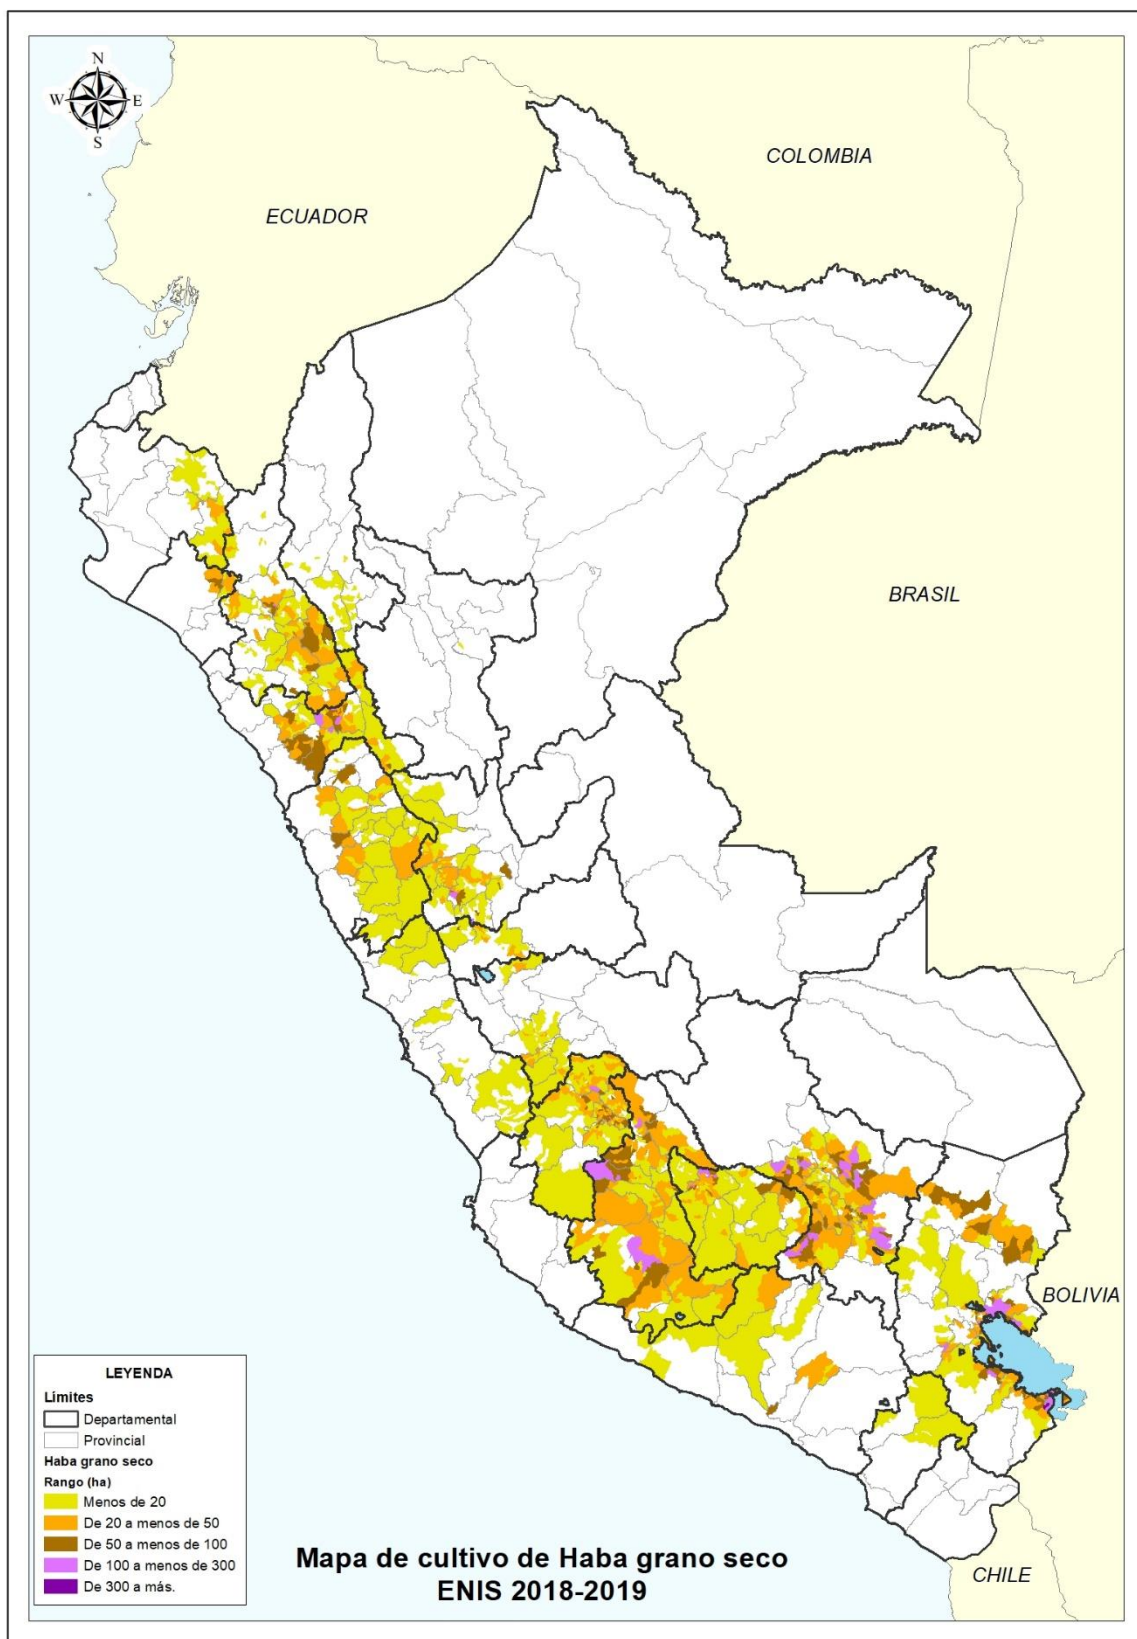 N
W E
S
COLOMBIA
ECUADOR
BRASIL
BOLIVIA
LEYENDA
Límites
Departamental
Provincial
Haba grano seco
Rango (ha)
Menos de 20
De 20 a menos de 50
De 50 a menos de 100
De 100 a menos de 300
De 300 a más.
Mapa de cultivo de Haba grano seco
ENIS 2018-2019
CHILE